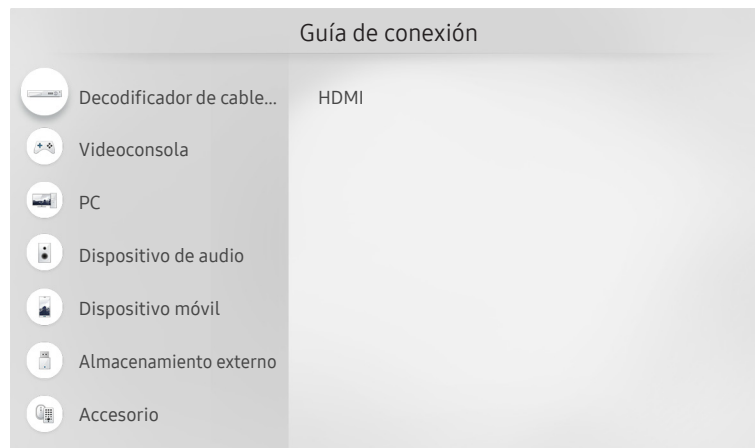 Guía de conexión
Decodificador de cable...
HDMI
Videoconsola
PC
Dispositivo de audio
Dispositivo móvil
Almacenamiento externo
Accesorio